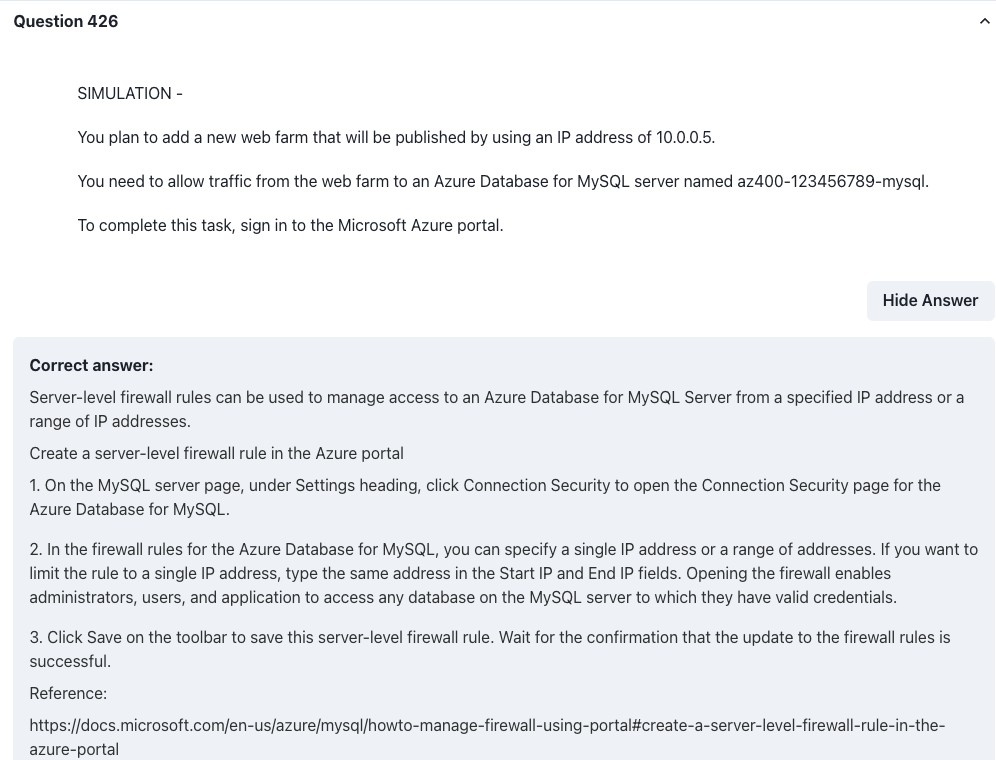 Question 426
SIMULATION -
You plan to add a new web farm that will be published by using an IP address of 10.0.0.5.
You need to allow traffic from the web farm to an Azure Database for MySQL server named az400-123456789-mysql.
To complete this task, sign in to the Microsoft Azure portal.
Hide Answer
Correct answer:
Server-level firewall rules can be used to manage access to an Azure Database for MySQL Server from a specified IP address or a
range of IP addresses.
Create a server-level firewall rule in the Azure portal
1. On the MySQL server page, under Settings heading, click Connection Security to open the Connection Security page for the
Azure Database for MySQL.
2. In the firewall rules for the Azure Database for MySQL, you can specify a single IP address or a range of addresses. If you want to
limit the rule to a single IP address, type the same address in the Start IP and End IP fields. Opening the firewall enables
administrators, users, and application to access any database on the MySQL server to which they have valid credentials.
3. Click Save on the toolbar to save this server-level firewall rule. Wait for the confirmation that the update to the firewall rules is
successful.
Reference:
https://docs.microsoft.com/en-us/azure/mysql/howto-manage-firewall-using-portal#create-a-server-level-firewall-rule-in-the-
azure-portal